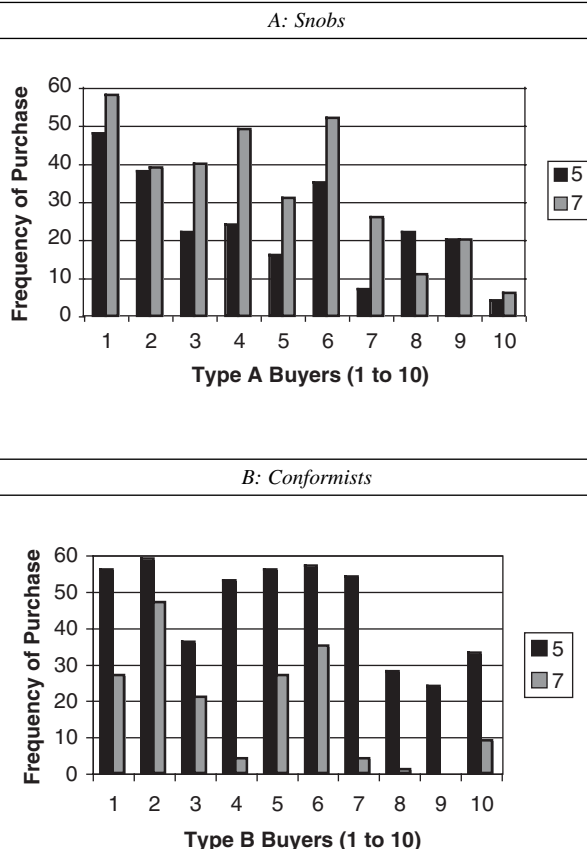 A: Snobs
Frequency of Purchase
60
50
40
30
20
10
0
1 2 3 4 5 6 7 8 9 10
Type A Buyers (1 to 10)
5
7
B: Conformists
Frequency of Purchase
60
50
40
30
20
10
0
1 2 3 4 5 6 7 8 9 10
Type B Buyers (1 to 10)
5
7